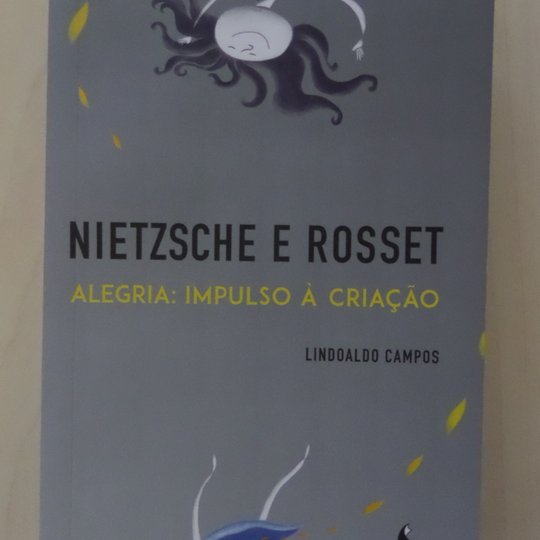 NIETZSCHE E ROSSET
ALEGRIA: IMPULSO À CRIAÇÃO
LINDOALDO CAMPOS